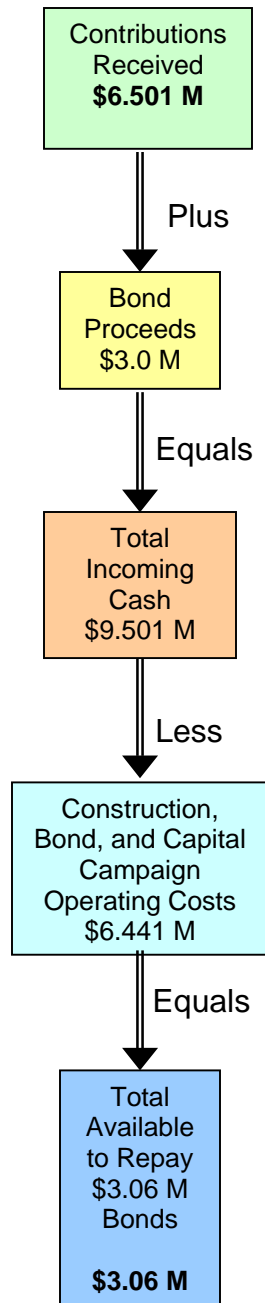 Contributions
Received
$6.501 M
Plus
Bond
Proceeds
$3.0 M
Equals
Total
Incoming
Cash
$9.501 M
Less
Construction,
Bond, and Capital
Campaign
Operating Costs
$6.441 M
Equals
Total
Available
to Repay
$3.06 M
Bonds
$3.06 M